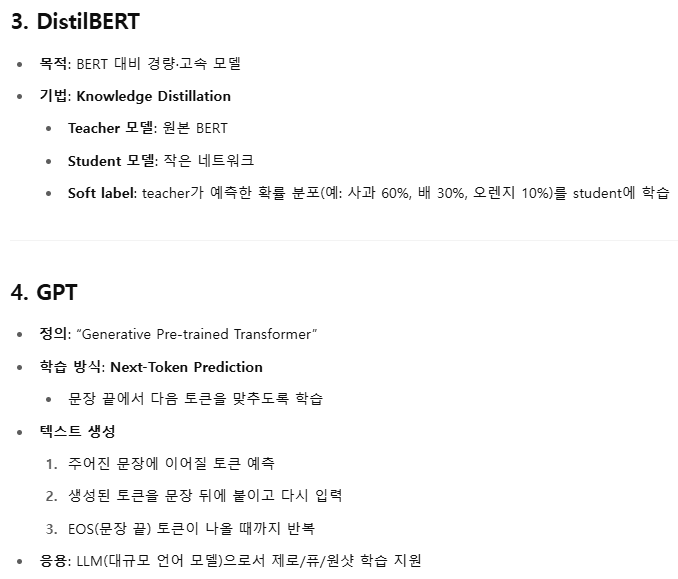 3. DistilBERT
• 목적: BERT 대비 경량·고속 모델
• 기법: Knowledge Distillation
• Teacher 모델: 원본 BERT
• Student 모델: 작은 네트워크
• Soft label: teacher가 예측한 확률 분포(예: 사과 60%, 배 30%, 오렌지 10%)를 student에 학습
4. GPT
• 정의: “Generative Pre-trained Transformer”
• 학습 방식: Next-Token Prediction
• 문장 끝에서 다음 토큰을 맞추도록 학습
• 텍스트 생성
1. 주어진 문장에 이어질 토큰 예측
2. 생성된 토큰을 문장 뒤에 붙이고 다시 입력
3. EOS(문장 끝) 토큰이 나올 때까지 반복
• 응용: LLM(대규모 언어 모델)으로서 제로/퓨/원샷 학습 지원